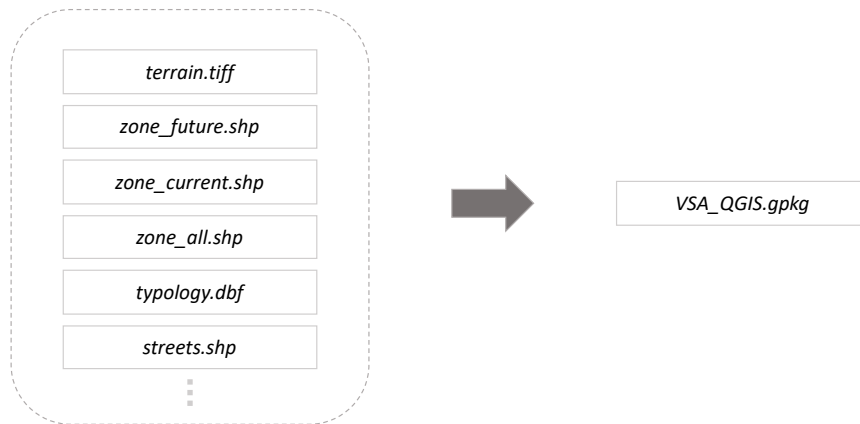 terrain.tiff
zone_future.shp
zone_current.shp
zone_all.shp
typology.dbf
streets.shp
VSA_QGIS.gpkg